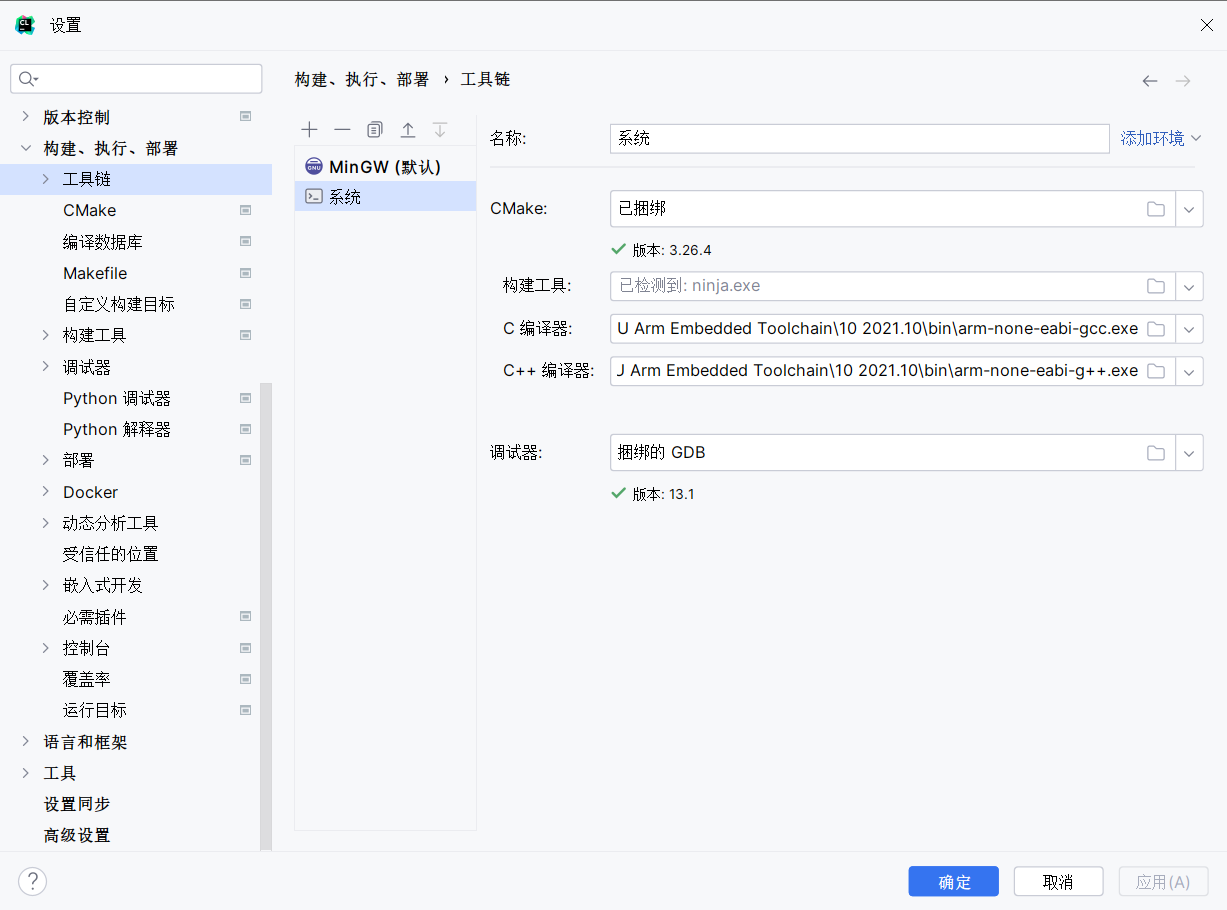 设置
版本控制
构建、执行、部署
工具链
CMake
编译数据库
Makefile
自定义构建目标
构建工具
调试器
Python 调试器
Python 解释器
部署
Docker
动态分析工具
受信任的位置
嵌入式开发
必需插件
控制台
覆盖率
运行目标
语言和框架
工具
设置同步
高级设置
构建、执行、部署 › 工具链
MinGW (默认)
系统
名称: 系统 添加环境
CMake: 已捆绑
版本: 3.26.4
构建工具: 已检测到: ninja.exe
C 编译器: U Arm Embedded Toolchain\10 2021.10\bin\arm-none-eabi-gcc.exe
C++ 编译器: J Arm Embedded Toolchain\10 2021.10\bin\arm-none-eabi-g++.exe
调试器: 捆绑的 GDB
版本: 13.1
?
确定 取消 应用(A)